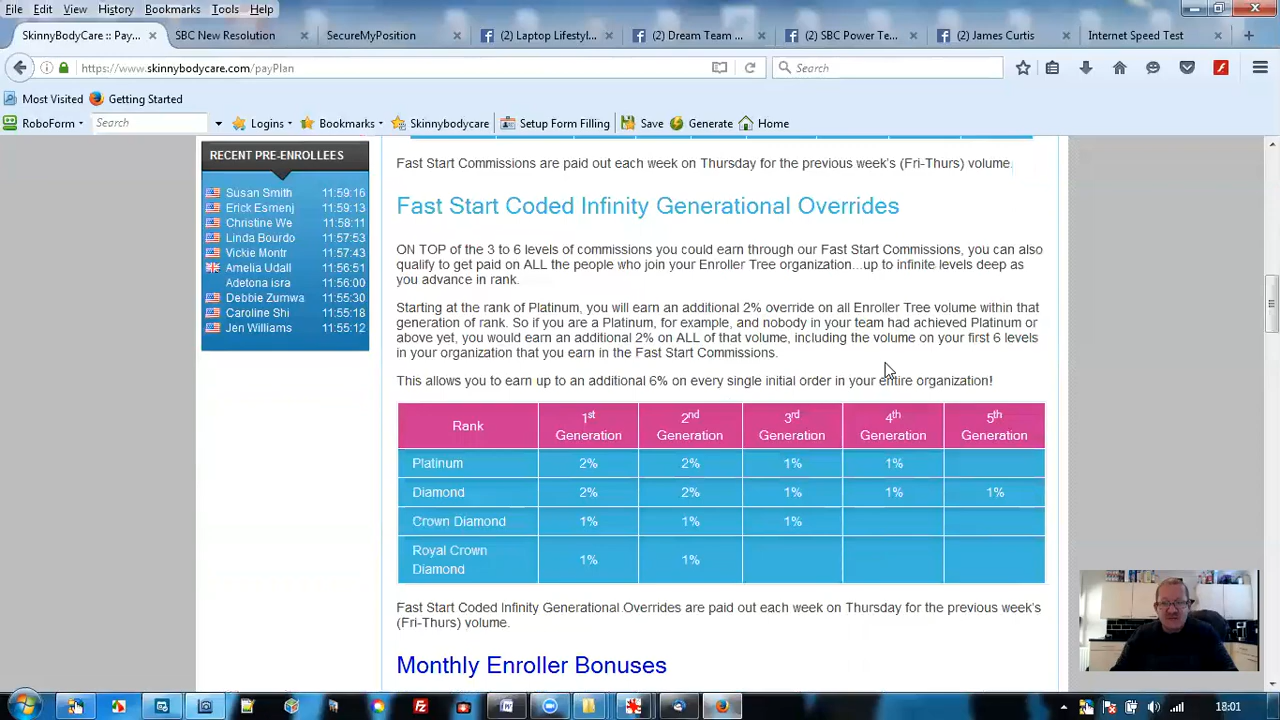 File Edit View History Bookmarks Tools Help
SkinnyBodyCare :: Pay... SBC New Resolution SecureMyPosition (2) Laptop Lifestyl... (2) Dream Team ... (2) SBC Power Te... (2) James Curtis Internet Speed Test
https://www.skinnybodycare.com/payPlan Search
Most Visited Getting Started
RoboForm Search Logins Bookmarks Skinnybodycare Setup Form Filling Save Generate Home
RECENT PRE-ENROLLEES
Susan Smith 11:59:16
Erick Esmenj 11:59:13
Christine We 11:58:11
Linda Bourdo 11:57:53
Vickie Montr 11:57:43
Amelia Udall 11:56:51
Adetona isra 11:56:00
Debbie Zumwa 11:55:30
Caroline Shi 11:55:18
Jen Williams 11:55:12
Fast Start Commissions are paid out each week on Thursday for the previous week's (Fri-Thurs) volume.
Fast Start Coded Infinity Generational Overrides
ON TOP of the 3 to 6 levels of commissions you could earn through our Fast Start Commissions, you can also
qualify to get paid on ALL the people who join your Enroller Tree organization...up to infinite levels deep as
you advance in rank.
Starting at the rank of Platinum, you will earn an additional 2% override on all Enroller Tree volume within that
generation of rank. So if you are a Platinum, for example, and nobody in your team had achieved Platinum or
above yet, you would earn an additional 2% on ALL of that volume, including the volume on your first 6 levels
in your organization that you earn in the Fast Start Commissions.
This allows you to earn up to an additional 6% on every single initial order in your entire organization!
Rank 1st Generation 2nd Generation 3rd Generation 4th Generation 5th Generation
Platinum 2% 2% 1% 1%
Diamond 2% 2% 1% 1% 1%
Crown Diamond 1% 1% 1%
Royal Crown Diamond 1% 1%
Fast Start Coded Infinity Generational Overrides are paid out each week on Thursday for the previous week's
(Fri-Thurs) volume.
Monthly Enroller Bonuses
18:01